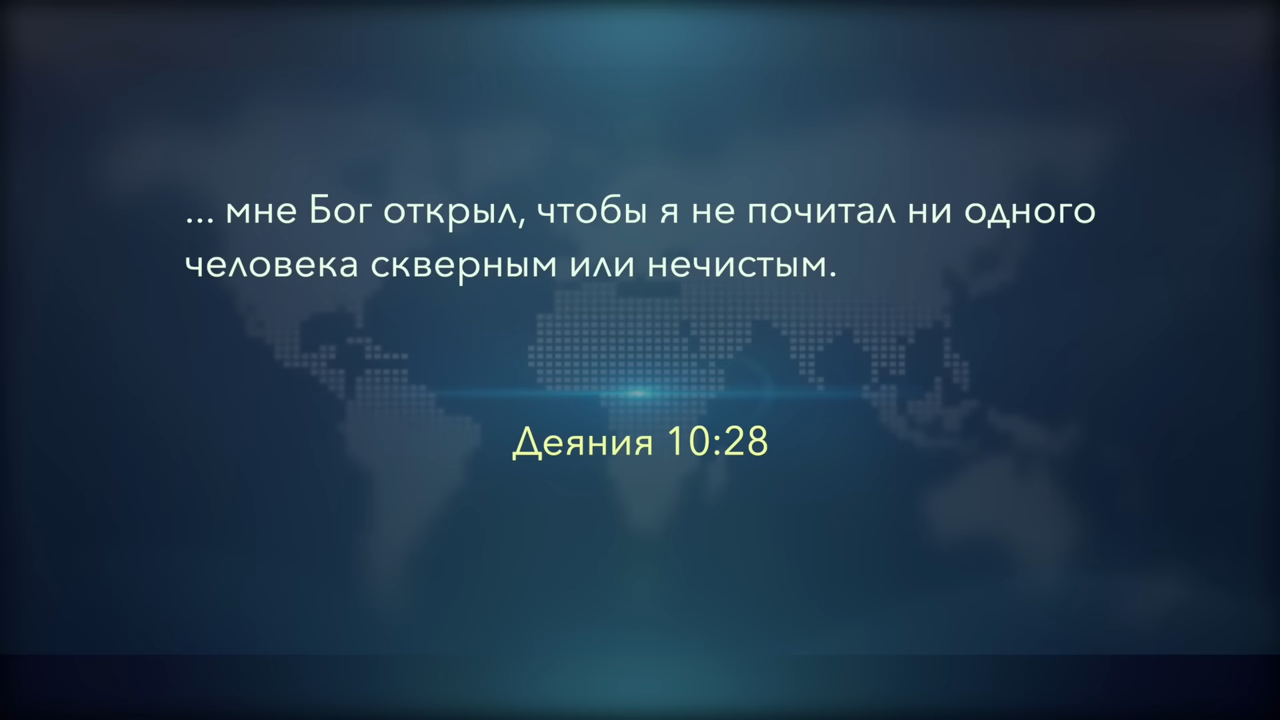 ... мне Бог открыл, чтобы я не почитал ни одного
человека скверным или нечистым.
Деяния 10:28